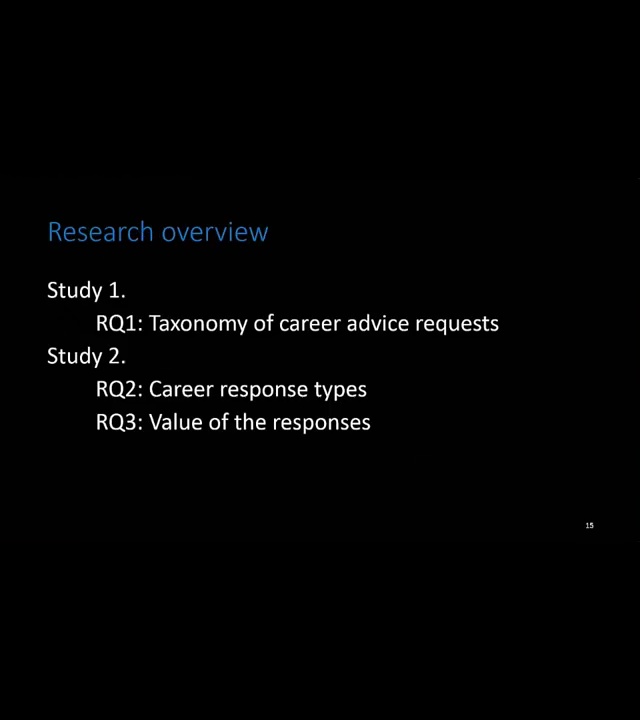 Research overview
Study 1.
RQ1: Taxonomy of career advice requests
Study 2.
RQ2: Career response types
RQ3: Value of the responses
15